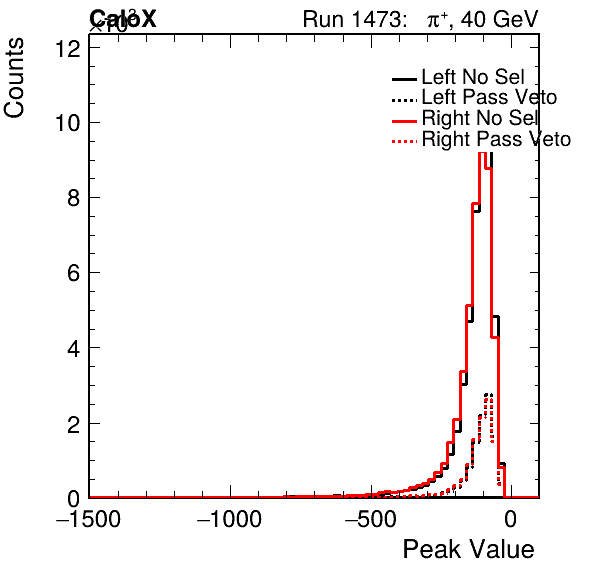 CaloX Run 1473: π⁺, 40 GeV
×10³
Counts
12
10
8
6
4
2
0
Left No Sel
Left Pass Veto
Right No Sel
Right Pass Veto
−1500 −1000 −500 0
Peak Value